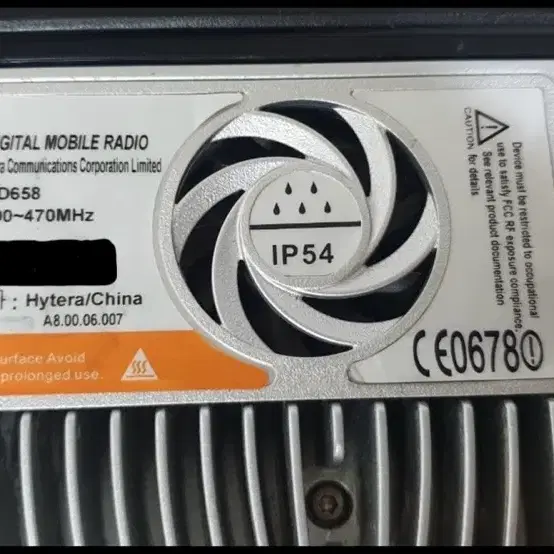 IGITAL MOBILE RADIO
a Communications Corporation Limited
D658
00~470MHz
: Hytera/China
A8.00.06.007
urface Avoid
prolonged use.
IP54
CAUTION
Device must be restricted to occupational
use to satisfy FCC RF exposure compliance.
See relevant product documentation
for details.
CE0678